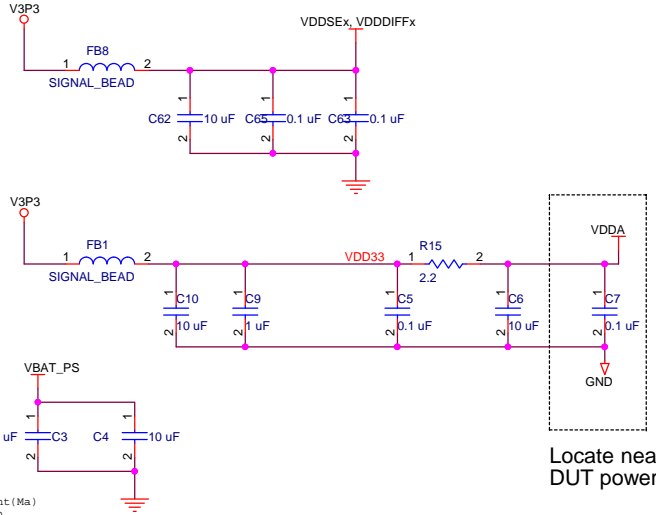 V3P3
VDDSEx, VDDDIFFx
FB8
1 2
SIGNAL_BEAD
1 1 1
C62 10 uF C65 0.1 uF C63 0.1 uF
2 2 2
V3P3
VDDA
FB1
R15
1 2 VDD33 1 2
SIGNAL_BEAD
2.2
1 1 1 1 1
C10 C9 C5 C6 C7
10 uF 1 uF 0.1 uF 10 uF 0.1 uF
2 2 2 2 2
GND
VBAT_PS
1 1
uF C3 C4 10 uF
2 2
Locate nea
DUT power
nt(Ma)